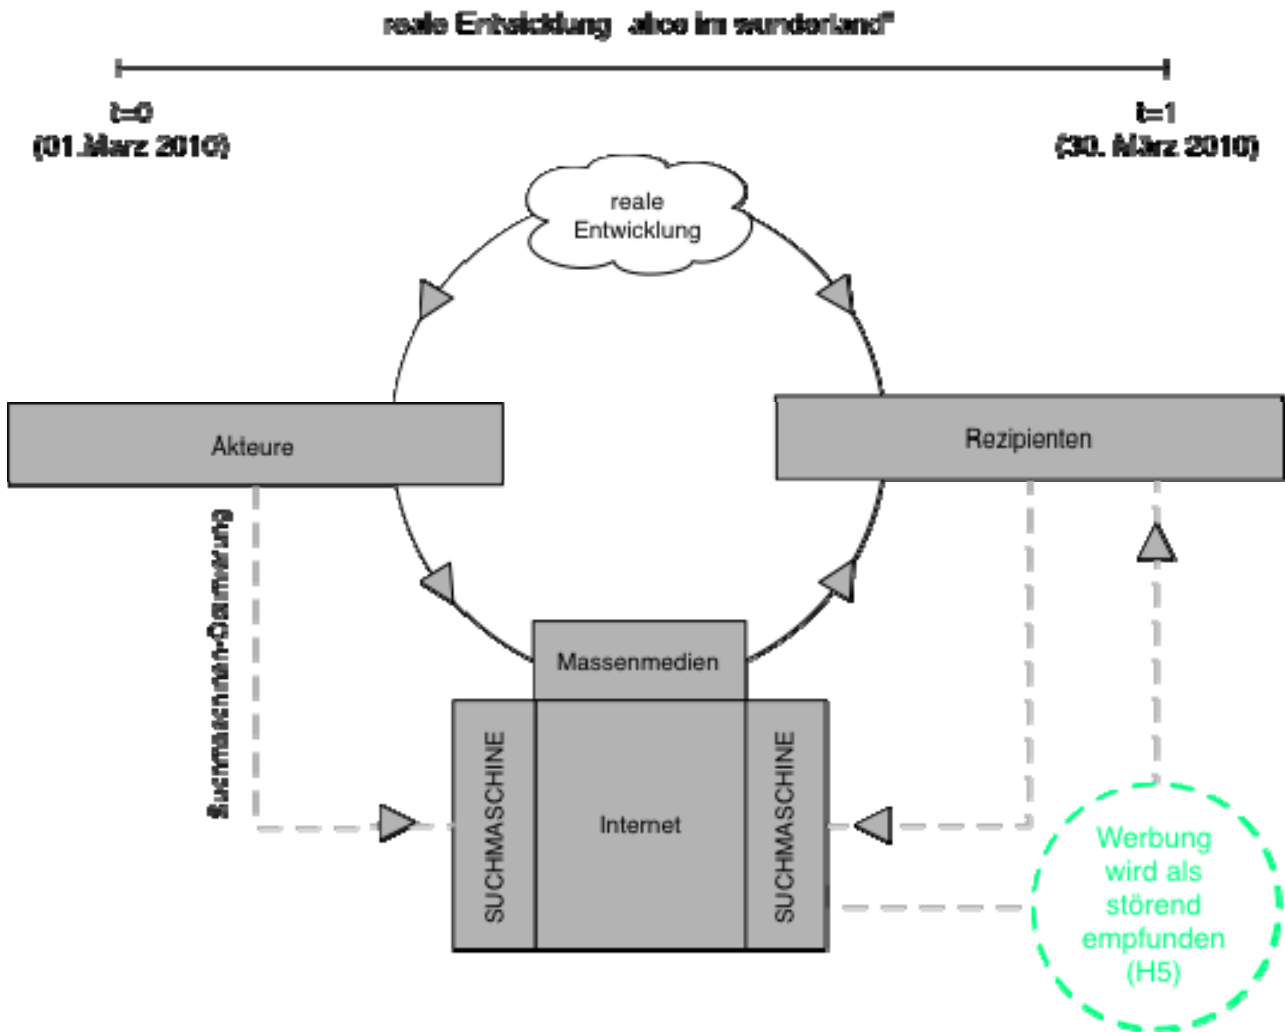 reale Entwicklung "alice im wunderland"
t=0
t=1
(01.März 2010)
(30. März 2010)
reale
Entwicklung
Akteure
Rezipienten
Suchmaschinen-Optimierung
Massenmedien
SUCHMASCHINE
Internet
SUCHMASCHINE
Werbung
wird als
störend
empfunden
(H5)